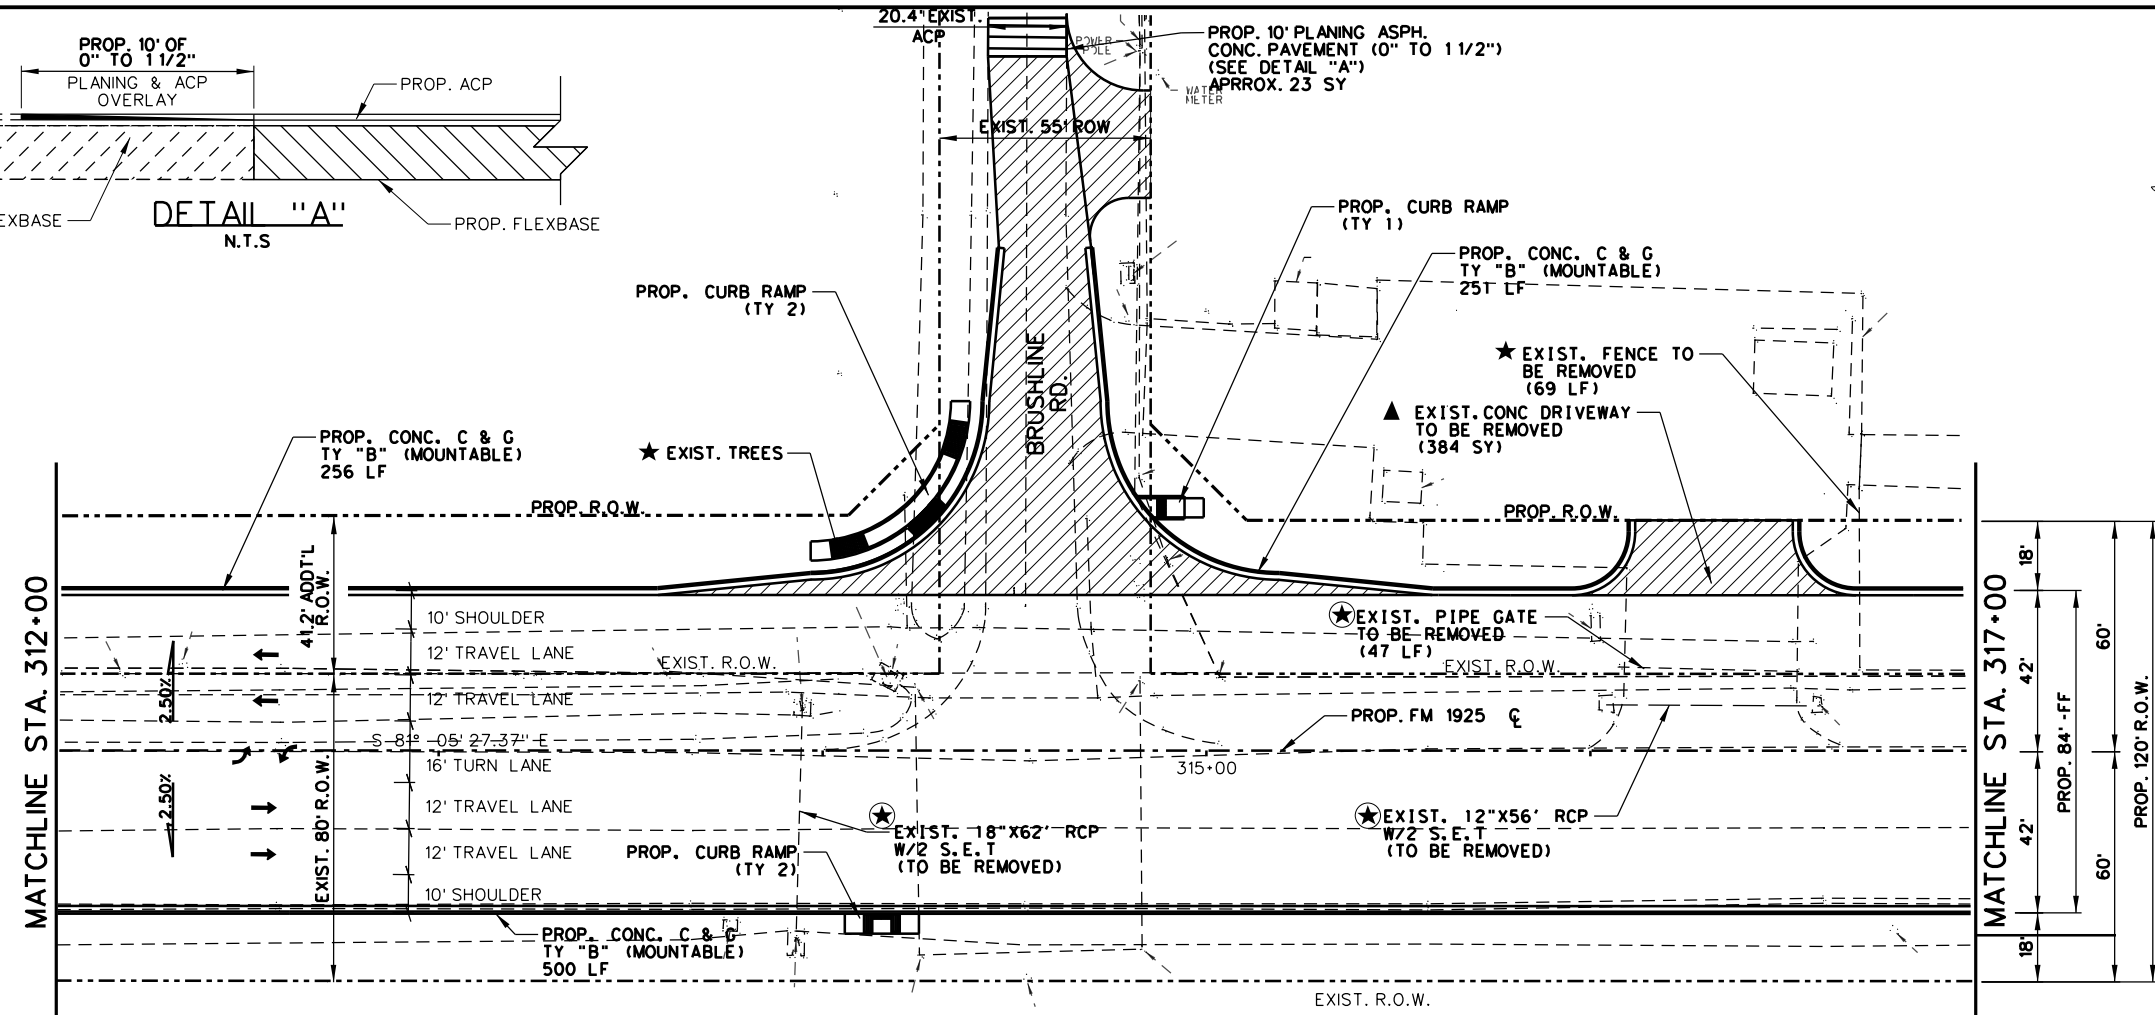 PROP. 10' OF
0" TO 1 1/2"
PLANING & ACP
OVERLAY
PROP. ACP
EXBASE
DETAIL "A"
N.T.S
PROP. FLEXBASE
20.4' EXIST.
ACP
POWER
POLE
PROP. 10' PLANING ASPH.
CONC. PAVEMENT (0" TO 1 1/2")
(SEE DETAIL "A")
APRROX. 23 SY
WATER
METER
EXIST. 55' ROW
PROP. CURB RAMP
(TY 1)
PROP. CONC. C & G
TY "B" (MOUNTABLE)
251 LF
PROP. CURB RAMP
(TY 2)
BRUSHLINE
RD.
★ EXIST. FENCE TO
BE REMOVED
(69 LF)
▲ EXIST. CONC DRIVEWAY
TO BE REMOVED
(384 SY)
PROP. CONC. C & G
TY "B" (MOUNTABLE)
256 LF
★ EXIST. TREES
PROP. R.O.W.
PROP. R.O.W.
MATCHLINE STA. 312+00
41.2' ADDT'L
R.O.W.
10' SHOULDER
12' TRAVEL LANE
EXIST. R.O.W.
12' TRAVEL LANE
2.50%
S 81° 05' 27.37" E
16' TURN LANE
2.50%
EXIST. 80' R.O.W.
12' TRAVEL LANE
12' TRAVEL LANE
10' SHOULDER
★ EXIST. PIPE GATE
TO BE REMOVED
(47 LF)
EXIST. R.O.W.
PROP. FM 1925 ℄
315+00
★
EXIST. 18"X62' RCP
W/2 S.E.T
(TO BE REMOVED)
★ EXIST. 12"X56' RCP
W/2 S.E.T
(TO BE REMOVED)
PROP. CURB RAMP
(TY 2)
PROP. CONC. C & G
TY "B" (MOUNTABLE)
500 LF
EXIST. R.O.W.
MATCHLINE STA. 317+00
18'
42'
42'
18'
PROP. 84' -FF
60'
60'
PROP. 120' R.O.W.